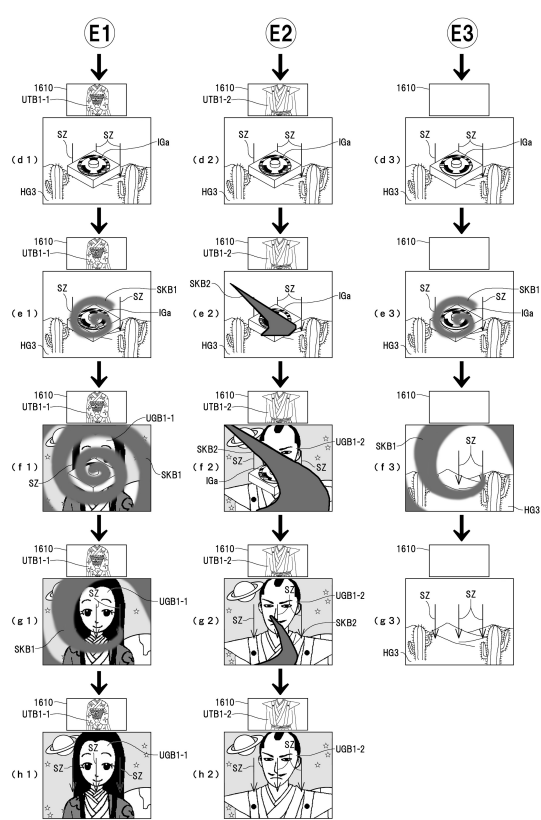 E1
E2
E3
1610
UTB1-1
1610
UTB1-2
1610
SZ
SZ
IGa
(d1)
HG3
SZ
SZ
IGa
(d2)
SZ
SZ
IGa
(d3)
HG3
1610
UTB1-1
1610
UTB1-2
1610
SZ
SKB1
SZ
IGa
(e1)
HG3
SKB2
SZ
IGa
(e2)
SZ
SKB1
SZ
IGa
(e3)
HG3
1610
UTB1-1
1610
UTB1-2
1610
UGB1-1
(f1)
SZ
SKB1
SKB2
UGB1-2
SZ
SZ
(f2)
IGa
SKB1
SZ
(f3)
HG3
1610
UTB1-1
1610
UTB1-2
1610
SZ
UGB1-1
(g1)
SKB1
SZ
UGB1-2
SZ
(g2)
SKB2
SZ
SZ
(g3)
HG3
1610
UTB1-1
1610
UTB1-2
SZ
UGB1-1
(h1)
SZ
SZ
SZ
UGB1-2
(h2)
SZ